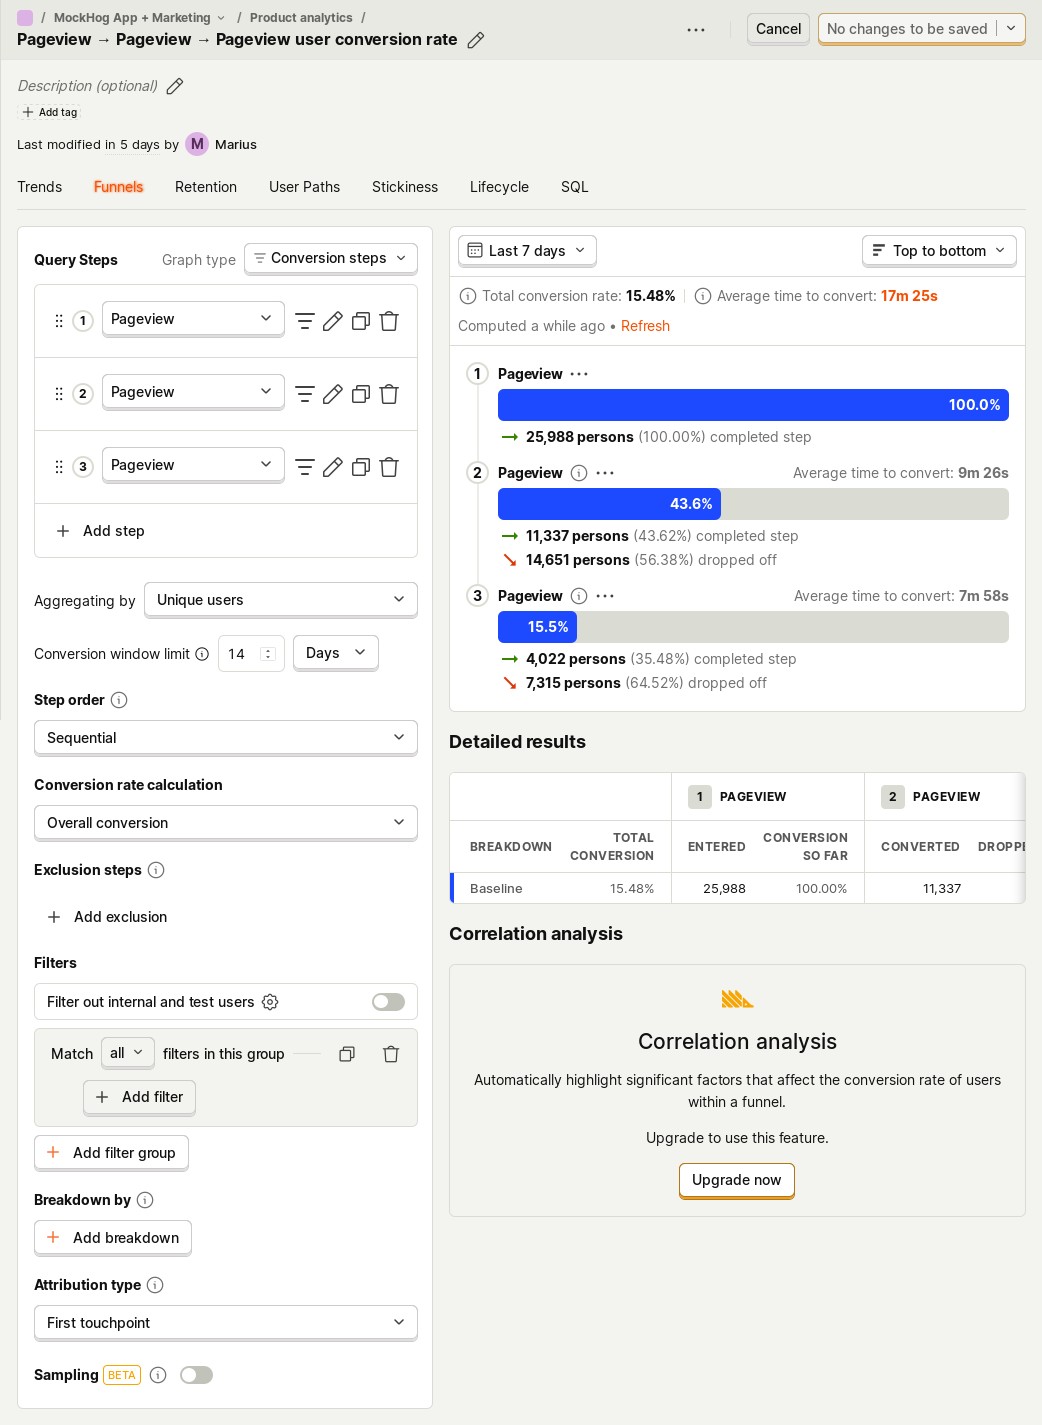 / MockHog App + Marketing / Product analytics /
Pageview → Pageview → Pageview user conversion rate
Cancel
No changes to be saved
Description (optional)
Add tag
Last modified in 5 days by M Marius
Trends Funnels Retention User Paths Stickiness Lifecycle SQL
Query Steps Graph type Conversion steps
1 Pageview
2 Pageview
3 Pageview
Add step
Aggregating by Unique users
Conversion window limit 14 Days
Step order
Sequential
Conversion rate calculation
Overall conversion
Exclusion steps
Add exclusion
Filters
Filter out internal and test users
Match all filters in this group
Add filter
Add filter group
Breakdown by
Add breakdown
Attribution type
First touchpoint
Sampling BETA
Last 7 days Top to bottom
Total conversion rate: 15.48% Average time to convert: 17m 25s
Computed a while ago • Refresh
1 Pageview
100.0%
25,988 persons (100.00%) completed step
2 Pageview Average time to convert: 9m 26s
43.6%
11,337 persons (43.62%) completed step
14,651 persons (56.38%) dropped off
3 Pageview Average time to convert: 7m 58s
15.5%
4,022 persons (35.48%) completed step
7,315 persons (64.52%) dropped off
Detailed results
1 PAGEVIEW 2 PAGEVIEW
BREAKDOWN TOTAL CONVERSION ENTERED CONVERSION SO FAR CONVERTED DROPPE
Baseline 15.48% 25,988 100.00% 11,337
Correlation analysis
Correlation analysis
Automatically highlight significant factors that affect the conversion rate of users
within a funnel.
Upgrade to use this feature.
Upgrade now